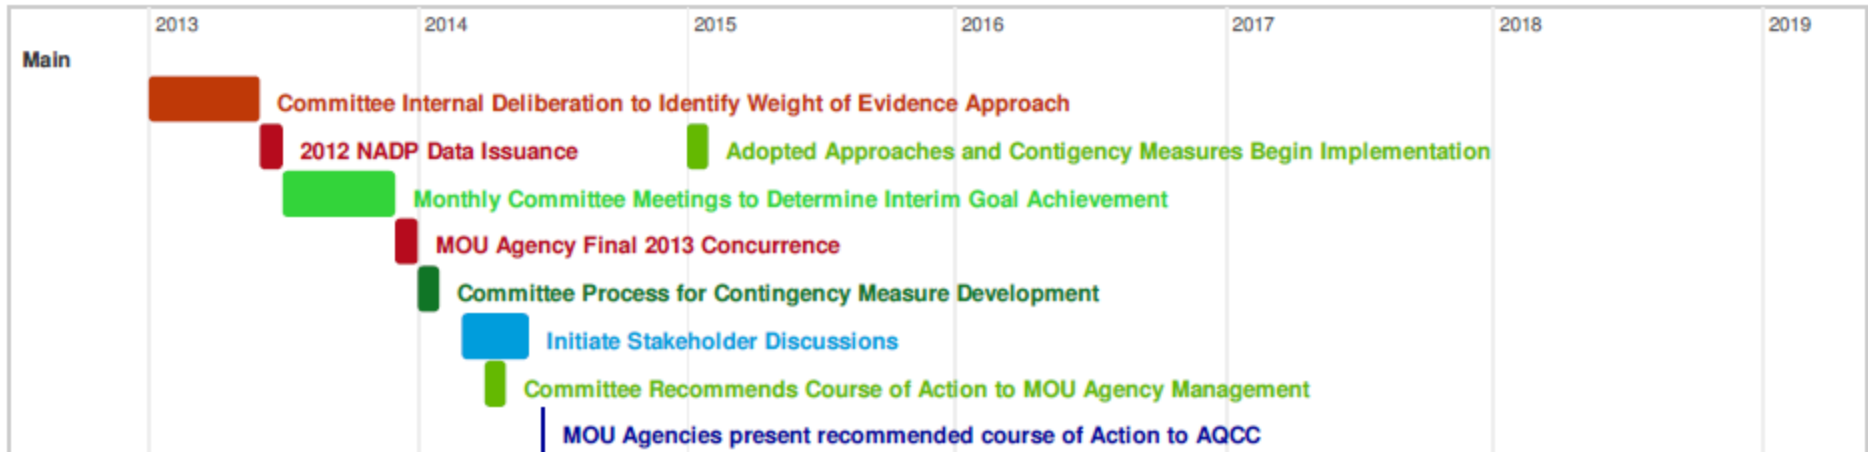 2013 2014 2015 2016 2017 2018 2019
Main
Committee Internal Deliberation to Identify Weight of Evidence Approach
2012 NADP Data Issuance Adopted Approaches and Contigency Measures Begin Implementation
Monthly Committee Meetings to Determine Interim Goal Achievement
MOU Agency Final 2013 Concurrence
Committee Process for Contingency Measure Development
Initiate Stakeholder Discussions
Committee Recommends Course of Action to MOU Agency Management
MOU Agencies present recommended course of Action to AQCC